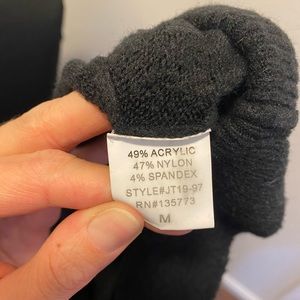 49% ACRYLIC
47% NYLON
4% SPANDEX
STYLE#JT19-97
RN#135773
M